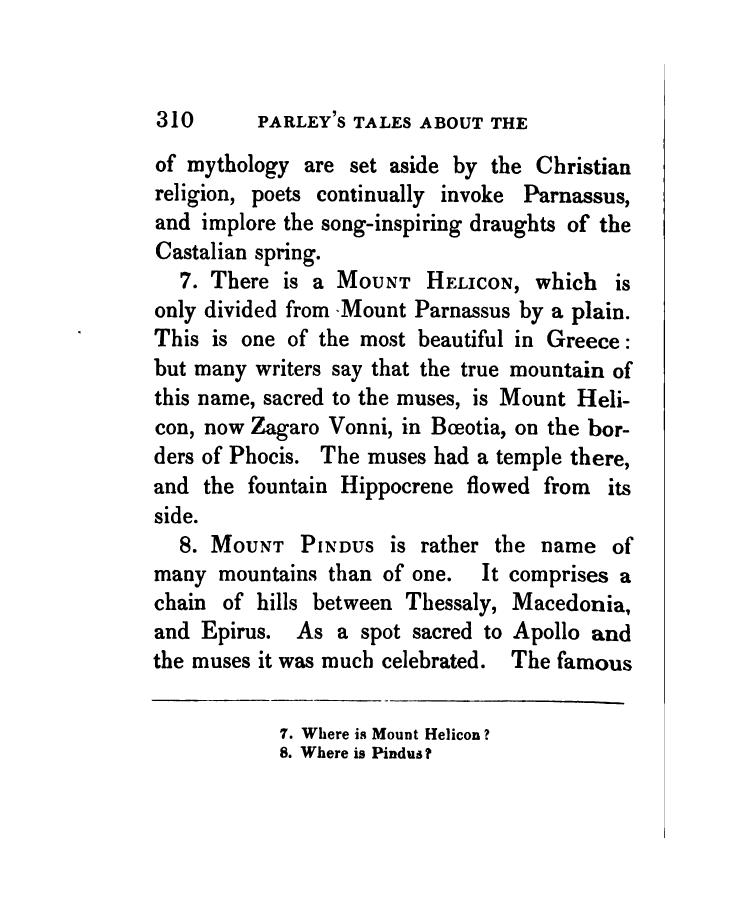 310 PARLEY'S TALES ABOUT THE
of mythology are set aside by the Christian
religion, poets continually invoke Parnassus,
and implore the song-inspiring draughts of the
Castalian spring.
7. There is a MOUNT HELICON, which is
only divided from Mount Parnassus by a plain.
This is one of the most beautiful in Greece:
but many writers say that the true mountain of
this name, sacred to the muses, is Mount Heli-
con, now Zagaro Vonni, in Bœotia, on the bor-
ders of Phocis. The muses had a temple there,
and the fountain Hippocrene flowed from its
side.
8. MOUNT PINDUS is rather the name of
many mountains than of one. It comprises a
chain of hills between Thessaly, Macedonia,
and Epirus. As a spot sacred to Apollo and
the muses it was much celebrated. The famous
7. Where is Mount Helicon?
8. Where is Pindus?